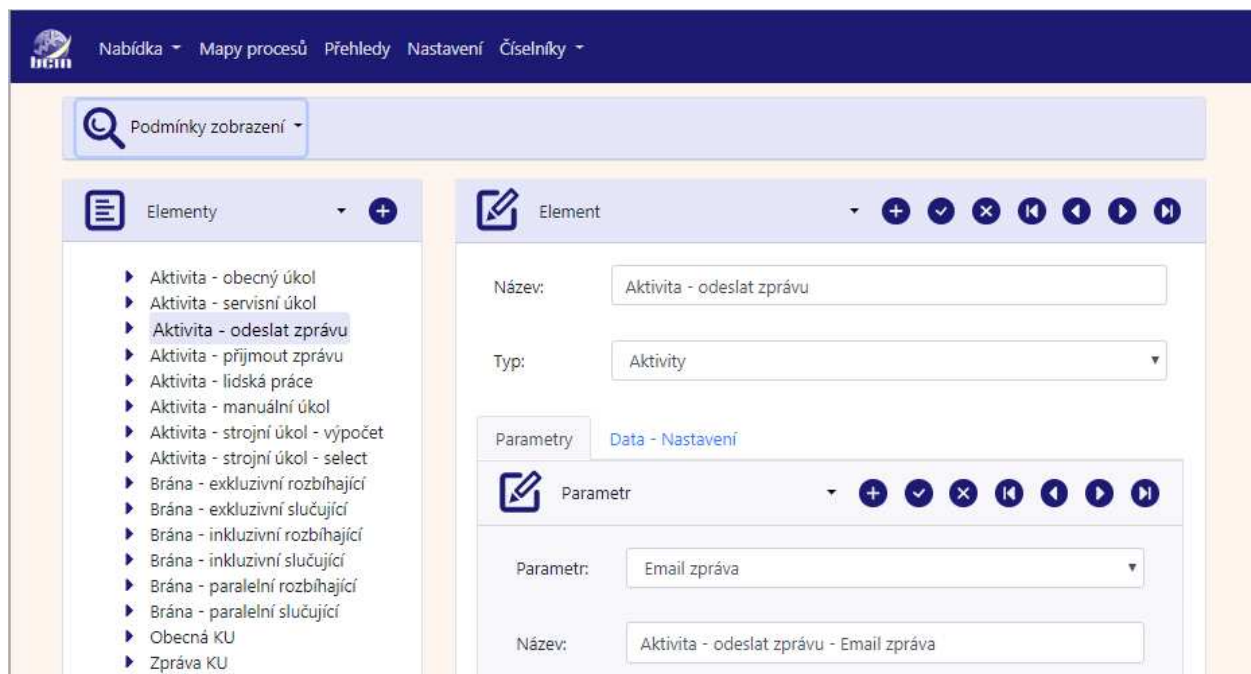 bcm
Nabídka Mapy procesů Přehledy Nastavení Číselníky
Podmínky zobrazení
Elementy
Element
Aktivita - obecný úkol
Aktivita - servisní úkol
Aktivita - odeslat zprávu
Aktivita - přijmout zprávu
Aktivita - lidská práce
Aktivita - manuální úkol
Aktivita - strojní úkol - výpočet
Aktivita - strojní úkol - select
Brána - exkluzivní rozbíhající
Brána - exkluzivní slučující
Brána - inkluzivní rozbíhající
Brána - inkluzivní slučující
Brána - paralelní rozbíhající
Brána - paralelní slučující
Obecná KU
Zpráva KU
Název: Aktivita - odeslat zprávu
Typ: Aktivity
Parametry Data - Nastavení
Parametr
Parametr: Email zpráva
Název: Aktivita - odeslat zprávu - Email zpráva